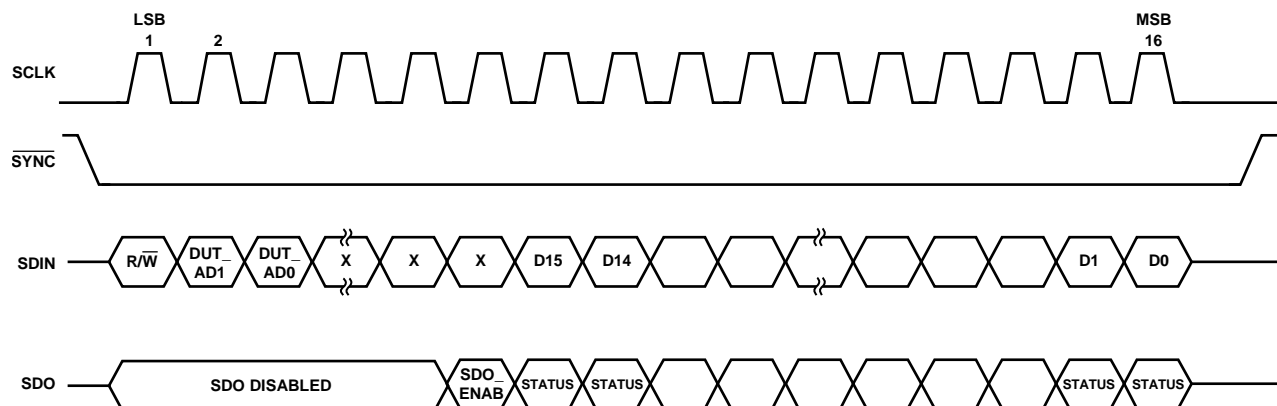 LSB MSB
1 2 16
SCLK
SYNC
SDIN R/W DUT_ AD1 DUT_ AD0 X X X D15 D14 D1 D0
SDO SDO DISABLED SDO_ ENAB STATUS STATUS STATUS STATUS